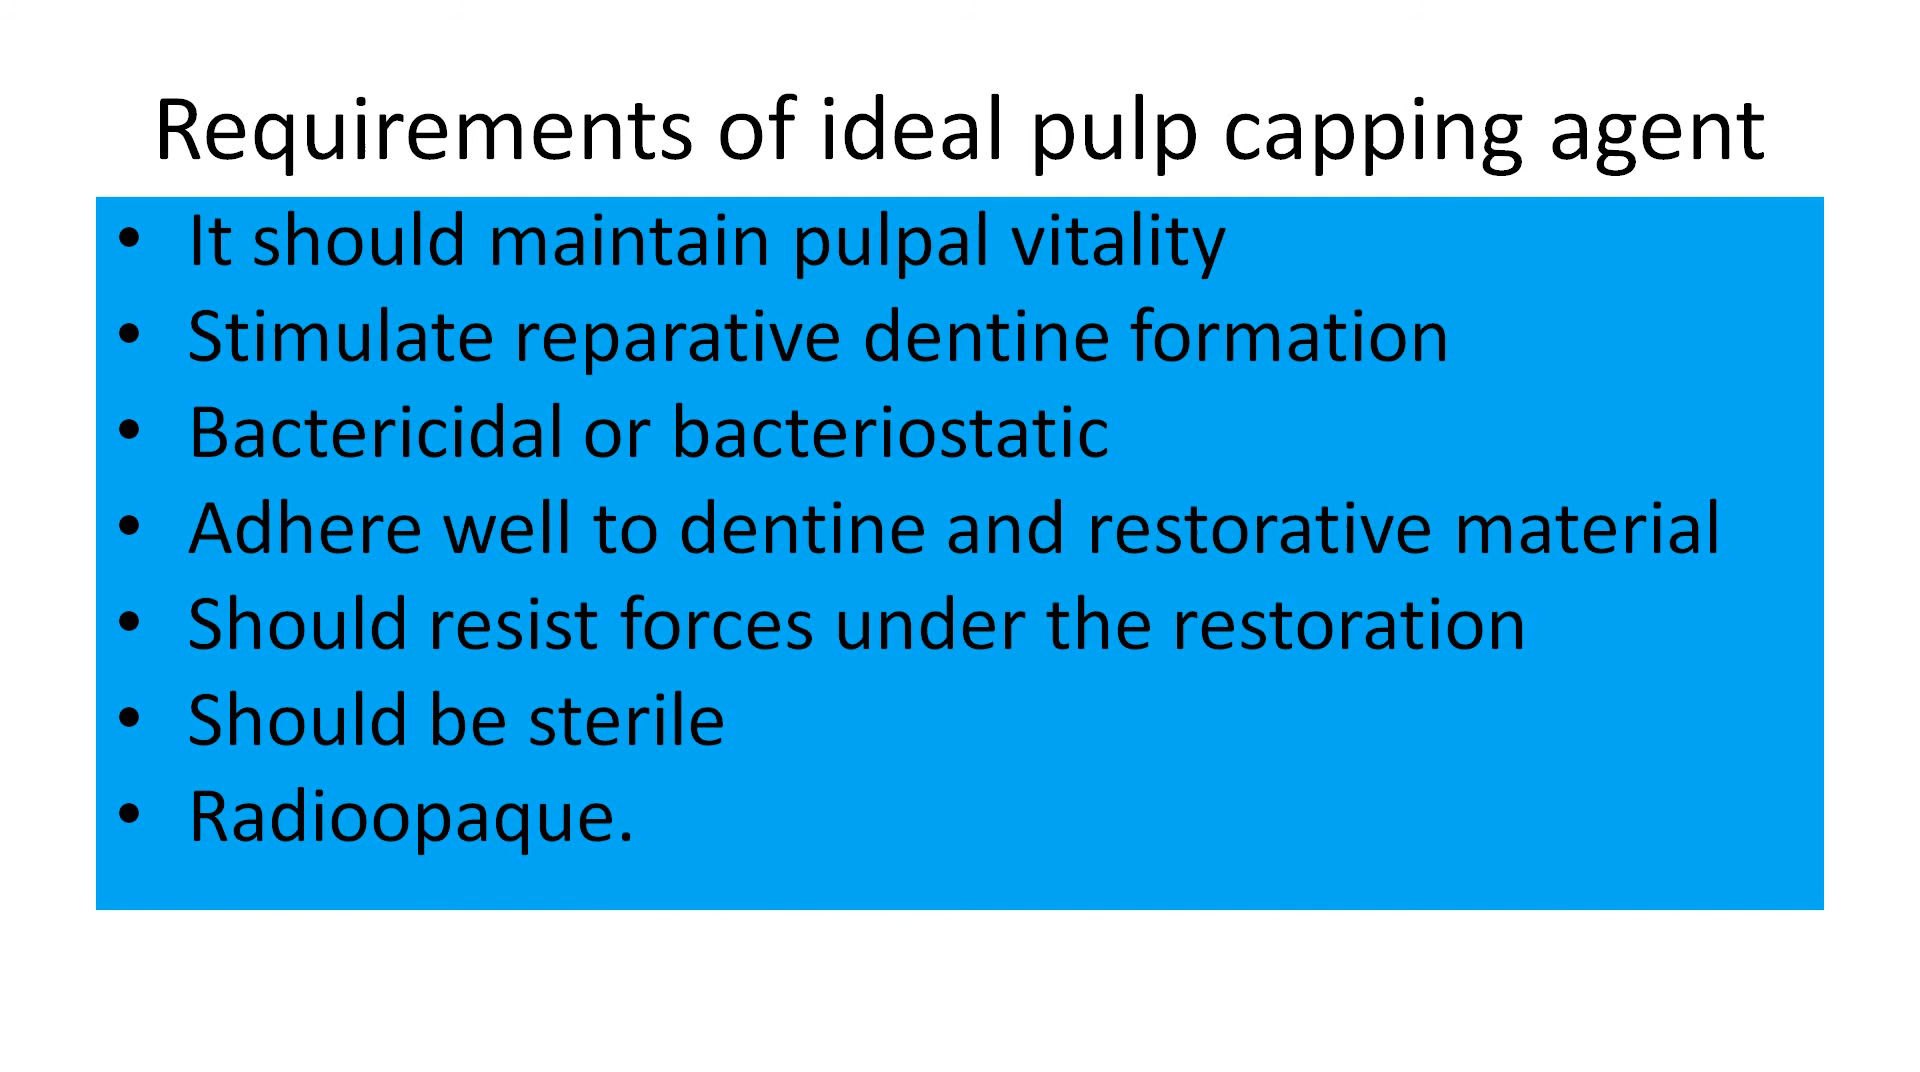 Requirements of ideal pulp capping agent
• It should maintain pulpal vitality
• Stimulate reparative dentine formation
• Bactericidal or bacteriostatic
• Adhere well to dentine and restorative material
• Should resist forces under the restoration
• Should be sterile
• Radioopaque.